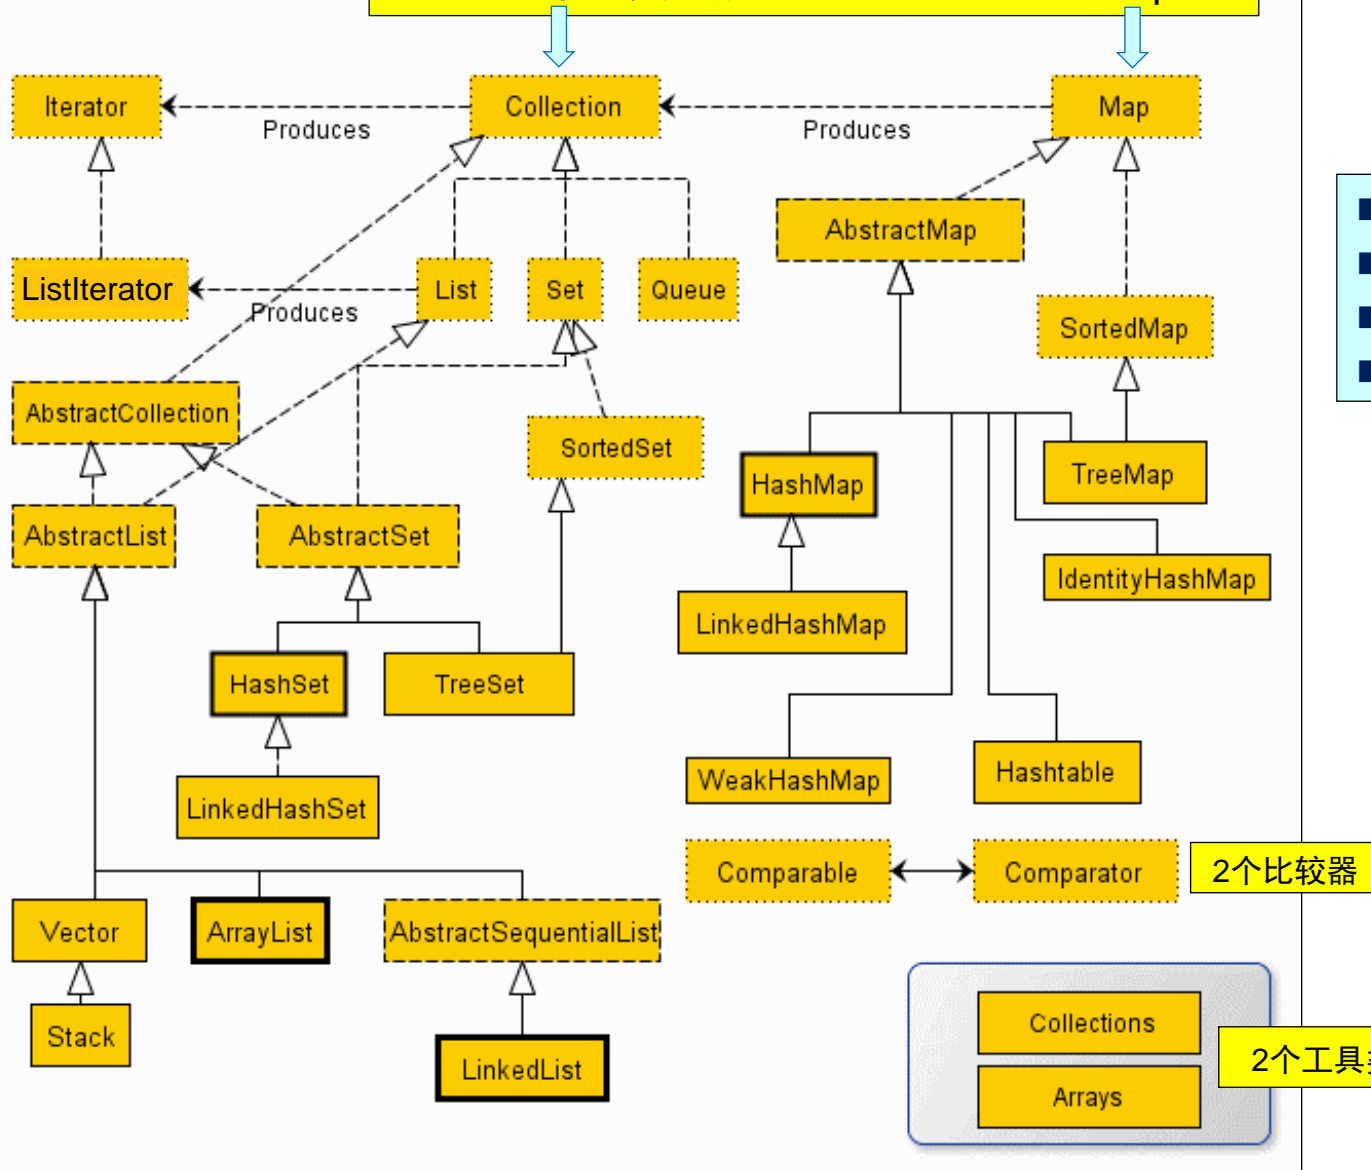 Iterator
Collection
Map
Produces
Produces
AbstractMap
ListIterator
List
Set
Queue
Produces
SortedMap
AbstractCollection
SortedSet
HashMap
TreeMap
AbstractList
AbstractSet
IdentityHashMap
LinkedHashMap
HashSet
TreeSet
WeakHashMap
Hashtable
LinkedHashSet
Comparable
Comparator
2个比较器
Vector
ArrayList
AbstractSequentialList
Collections
Stack
2个工具
LinkedList
Arrays